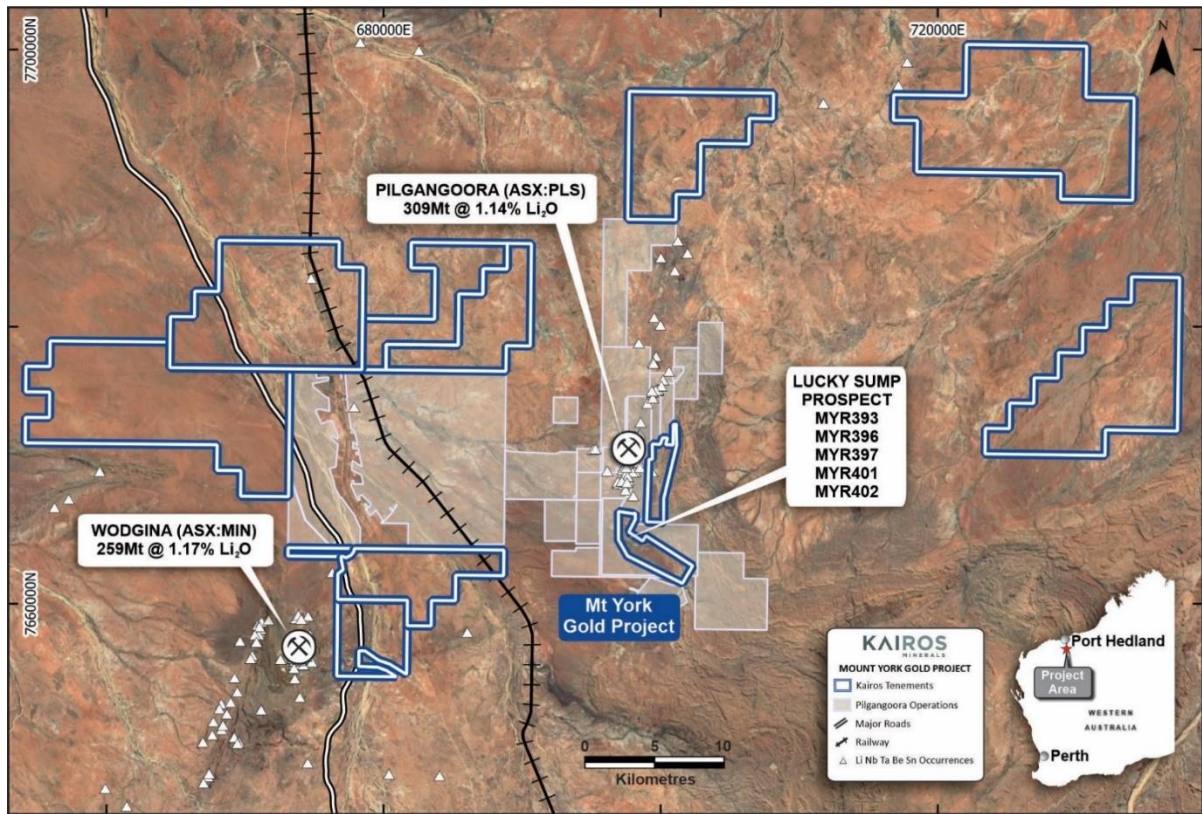 680000E
720000E
N
7700000N
PILGANGOORA (ASX:PLS)
309Mt @ 1.14% Li₂O
LUCKY SUMP
PROSPECT
MYR393
MYR396
MYR397
MYR401
MYR402
WODGINA (ASX:MIN)
259Mt @ 1.17% Li₂O
7660000N
Mt York
Gold Project
KAIROS
MINERALS
MOUNT YORK GOLD PROJECT
Kairos Tenements
Pilgangoora Operations
Major Roads
Railway
Li Nb Ta Be Sn Occurrences
Port Hedland
Project
Area
WESTERN
AUSTRALIA
Perth
0 5 10
Kilometres